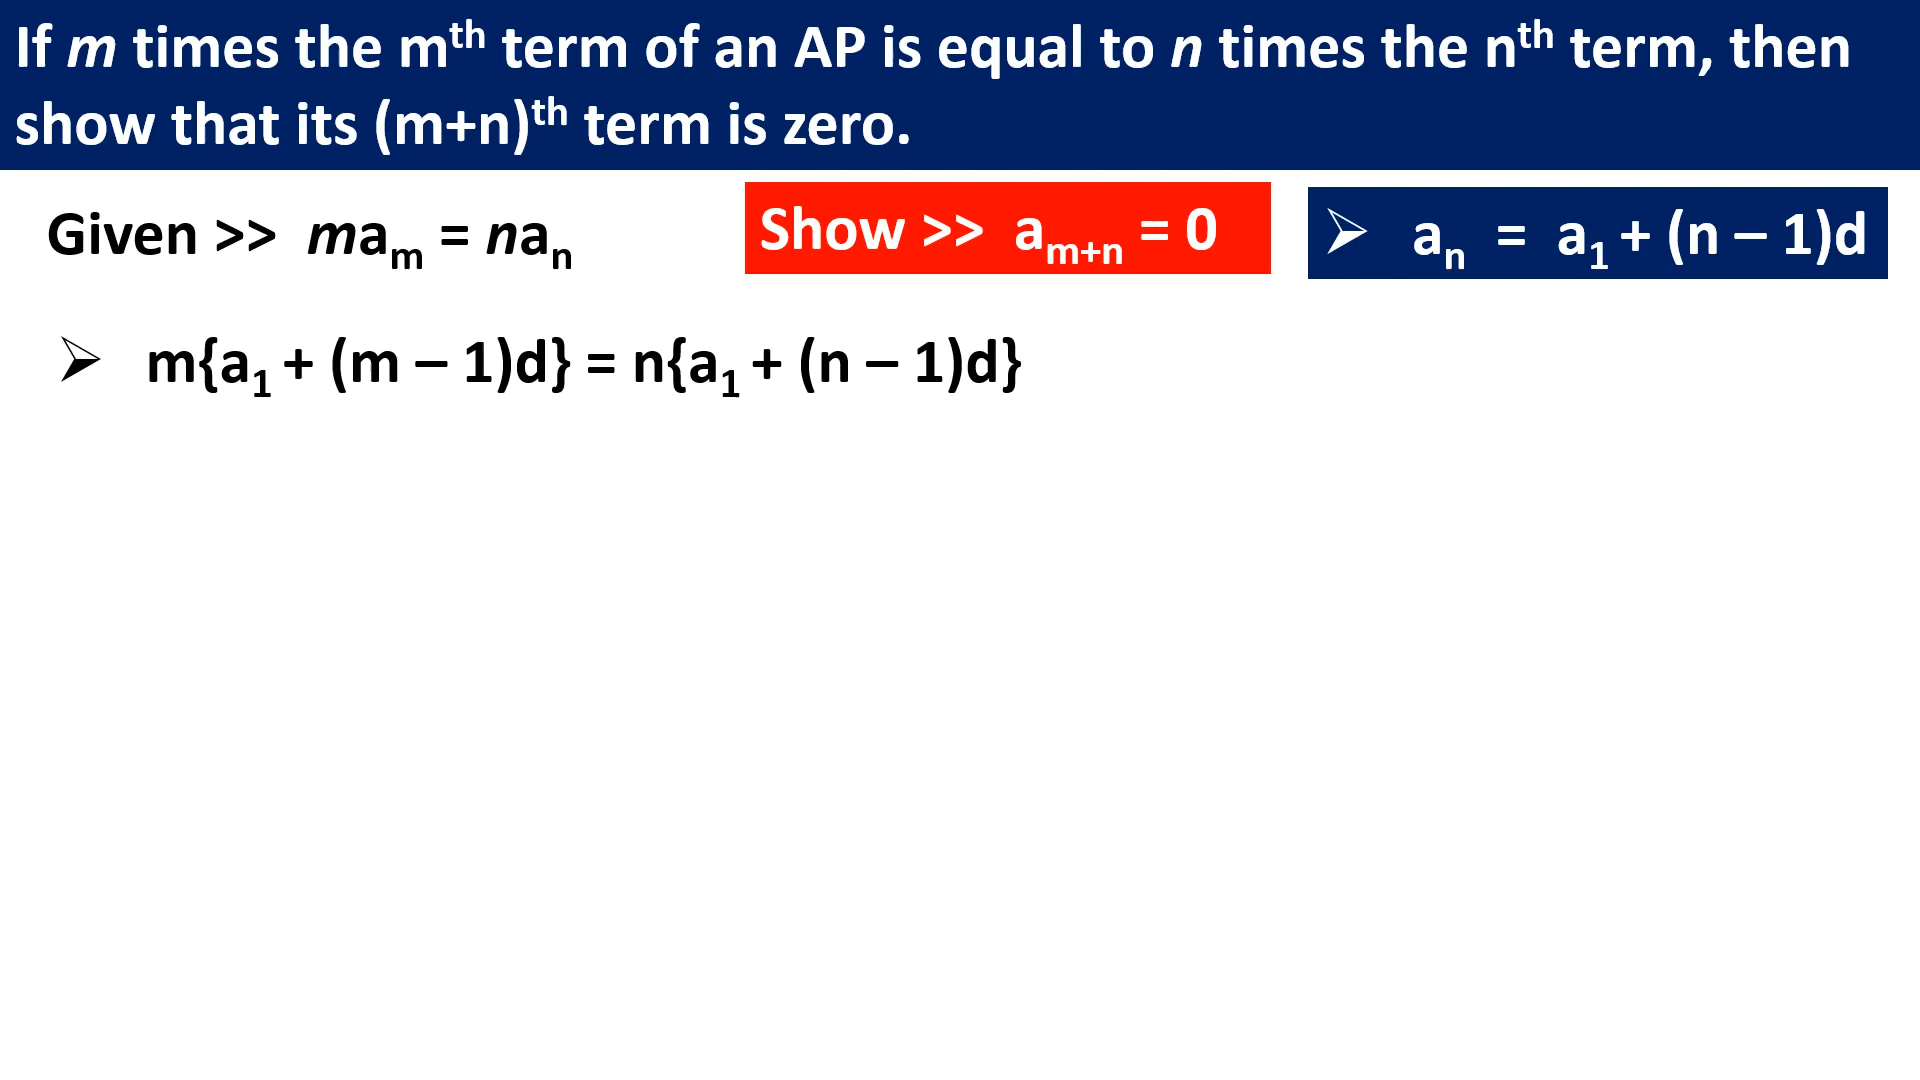 If m times the mᵗʰ term of an AP is equal to n times the nᵗʰ term, then
show that its (m+n)ᵗʰ term is zero.
Given >> maₘ = naₙ
Show >> aₘ₊ₙ = 0
➢ aₙ = a₁ + (n – 1)d
➢ m{a₁ + (m – 1)d} = n{a₁ + (n – 1)d}